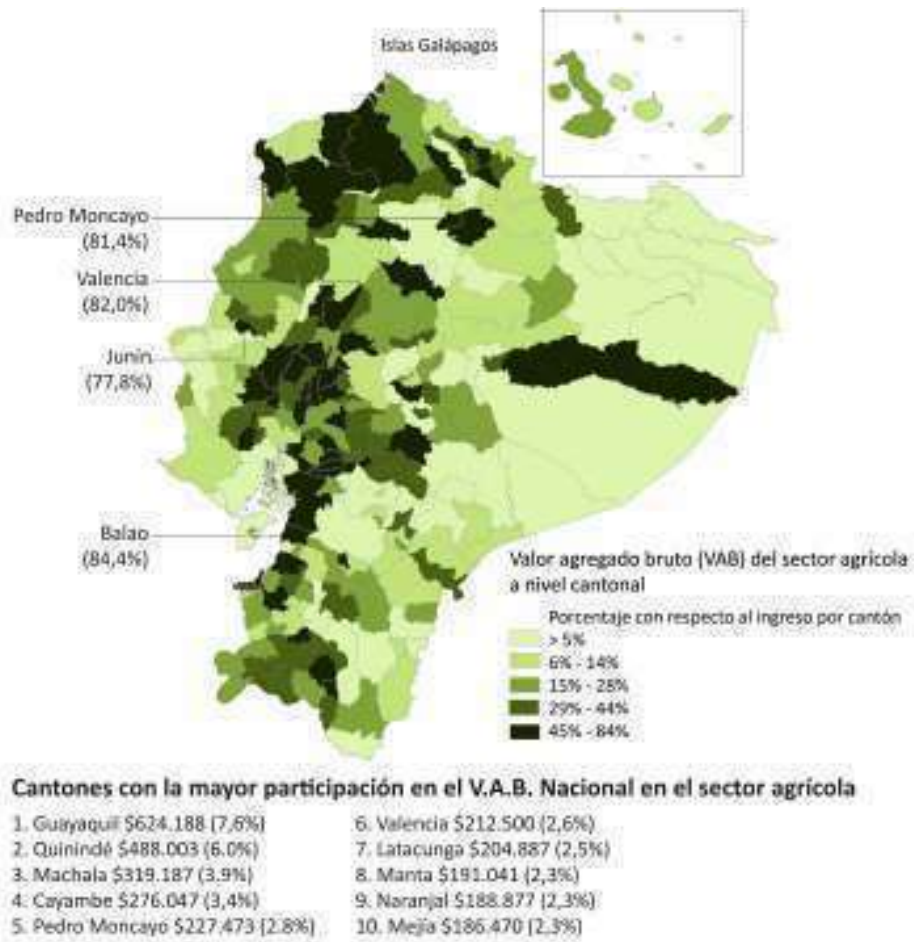 Islas Galápagos
Pedro Moncayo
(81,4%)
Valencia
(82,0%)
Junín
(77,8%)
Balao
(84,4%)
Valor agregado bruto (VAB) del sector agrícola
a nivel cantonal
Porcentaje con respecto al ingreso por cantón
> 5%
6% - 14%
15% - 28%
29% - 44%
45% - 84%
Cantones con la mayor participación en el V.A.B. Nacional en el sector agrícola
1. Guayaquil $624.188 (7,6%)
2. Quinindé $488.003 (6.0%)
3. Machala $319.187 (3.9%)
4. Cayambe $276.047 (3,4%)
5. Pedro Moncayo $227.473 (2.8%)
6. Valencia $212.500 (2,6%)
7. Latacunga $204.887 (2,5%)
8. Manta $191.041 (2,3%)
9. Naranjal $188.877 (2,3%)
10. Mejía $186.470 (2,3%)